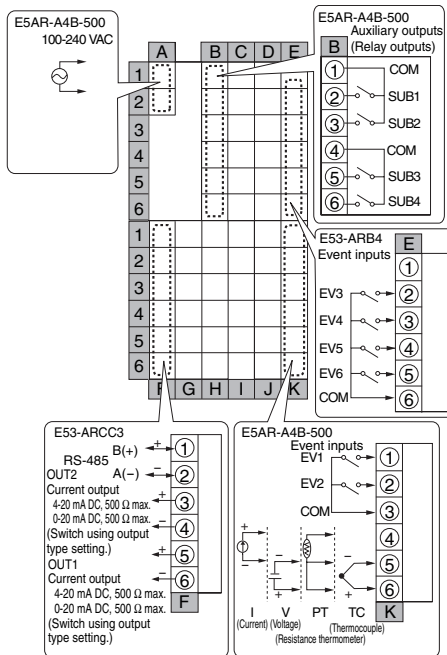 E5AR-A4B-500
100-240 VAC
E5AR-A4B-500
Auxiliary outputs
(Relay outputs)
B
1 COM
2 SUB1
3 SUB2
4 COM
5 SUB3
6 SUB4
A B C D E
1
2
3
4
5
6
1
2
3
4
5
6
F G H I J K
E53-ARB4
Event inputs
E
1
EV3 2
EV4 3
EV5 4
EV6 5
COM 6
E53-ARCC3
RS-485
B(+) + 1
A(−) − 2
OUT2
Current output
4-20 mA DC, 500 Ω max.
0-20 mA DC, 500 Ω max.
(Switch using output
type setting.)
+ 3
− 4
OUT1
Current output
4-20 mA DC, 500 Ω max.
0-20 mA DC, 500 Ω max.
(Switch using output
type setting.)
+ 5
− 6
F
E5AR-A4B-500
Event inputs
EV1 1
EV2 2
COM 3
4
5
6
K
+ − − + − +
I V PT TC
(Current) (Voltage) (Thermocouple)
(Resistance thermometer)